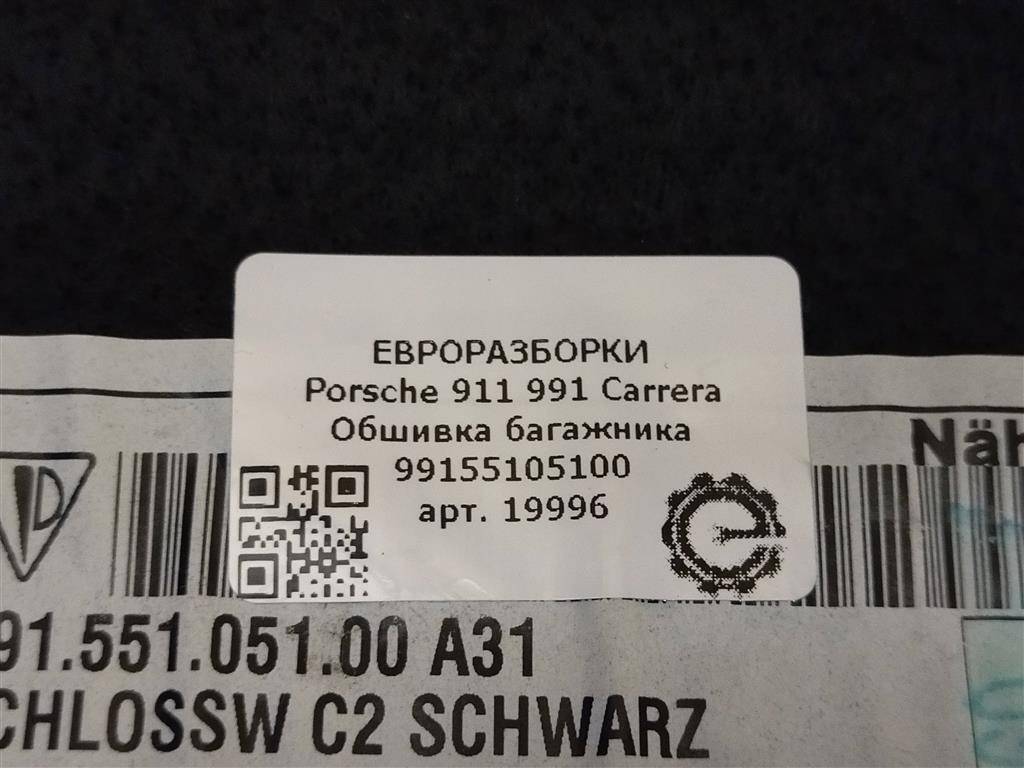 ЕВРОРАЗБОРКИ
Porsche 911 991 Carrera
Обшивка багажника
99155105100
арт. 19996
Näh
D
91.551.051.00 A31
CHLOSSW C2 SCHWARZ